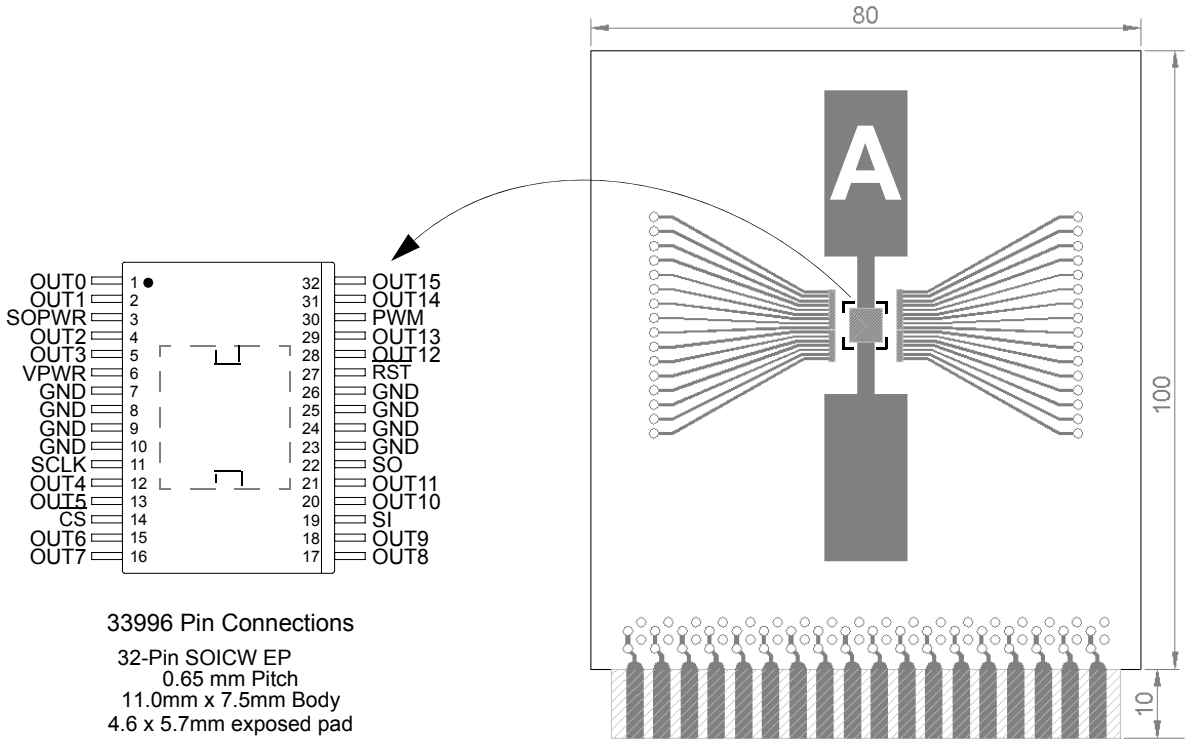 80
A
100
10
OUT0 1 32 OUT15
OUT1 2 31 OUT14
SOPWR 3 30 PWM
OUT2 4 29 OUT13
OUT3 5 28 OUT12
VPWR 6 27 RST
GND 7 26 GND
GND 8 25 GND
GND 9 24 GND
GND 10 23 GND
SCLK 11 22 SO
OUT4 12 21 OUT11
OUT5 13 20 OUT10
CS 14 19 SI
OUT6 15 18 OUT9
OUT7 16 17 OUT8
33996 Pin Connections
32-Pin SOICW EP
0.65 mm Pitch
11.0mm x 7.5mm Body
4.6 x 5.7mm exposed pad